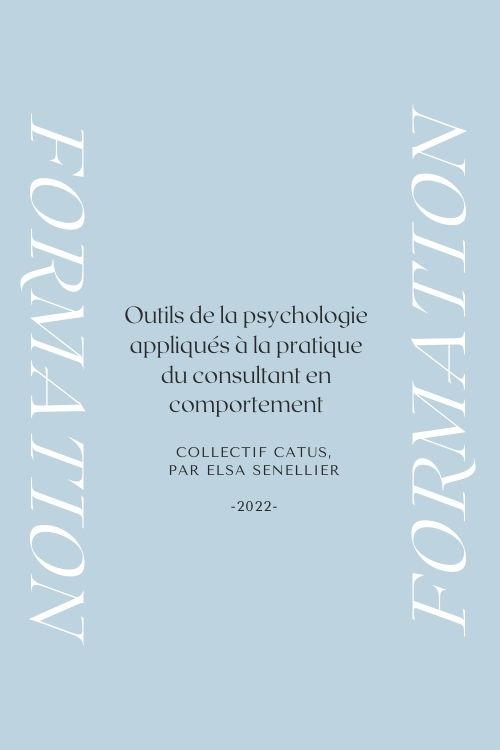 FORMATION
Outils de la psychologie
appliqués à la pratique
du consultant en
comportement
COLLECTIF CATUS,
PAR ELSA SENELLIER
-2022-
FORMATION